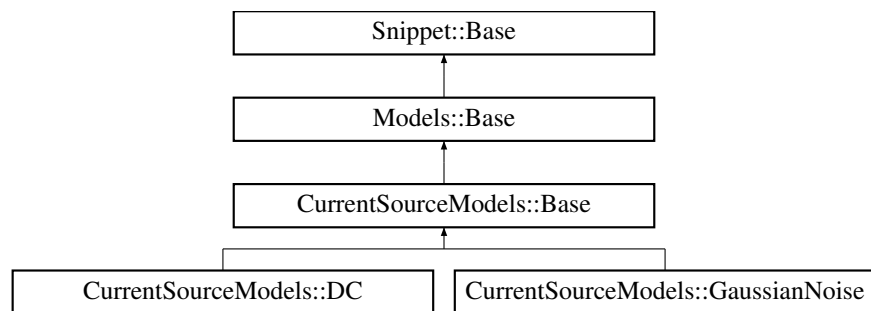 Snippet::Base
Models::Base
CurrentSourceModels::Base
CurrentSourceModels::DC
CurrentSourceModels::GaussianNoise